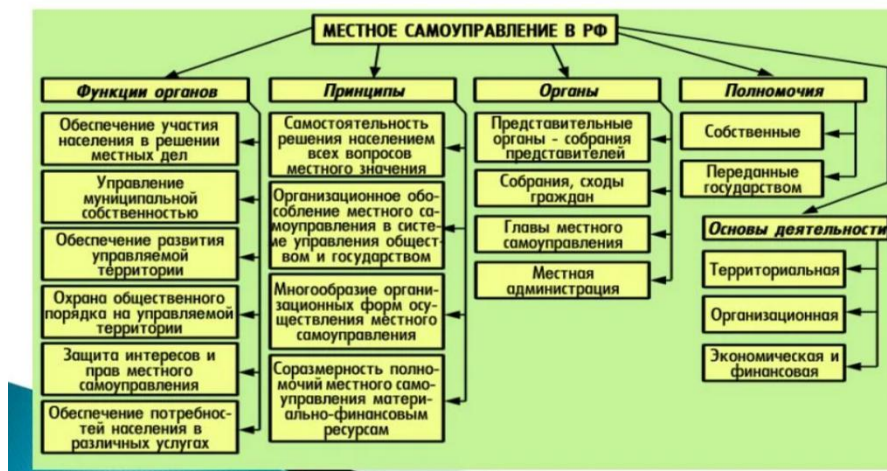 МЕСТНОЕ САМОУПРАВЛЕНИЕ В РФ
Функции органов
Обеспечение участия
населения в решении
местных дел
Управление
муниципальной
собственностью
Обеспечение развития
управляемой
территории
Охрана общественного
порядка на управляемой
территории
Защита интересов и
прав местного
самоуправления
Обеспечение потребнос-
тей населения в
различных услугах
Принципы
Самостоятельность
решения населением
всех вопросов
местного значения
Организационное обо-
собление местного са-
моуправления в систе-
ме управления общест-
вом и государством
Многообразие органи-
зационных форм осу-
ществления местного
самоуправления
Соразмерность полно-
мочий местного само-
управления матери-
ально-финансовым
ресурсам
Органы
Представительные
органы - собрания
представителей
Собрания, сходы
граждан
Главы местного
самоуправления
Местная
администрация
Полномочия
Собственные
Переданные
государством
Основы деятельности
Территориальная
Организационная
Экономическая и
финансовая